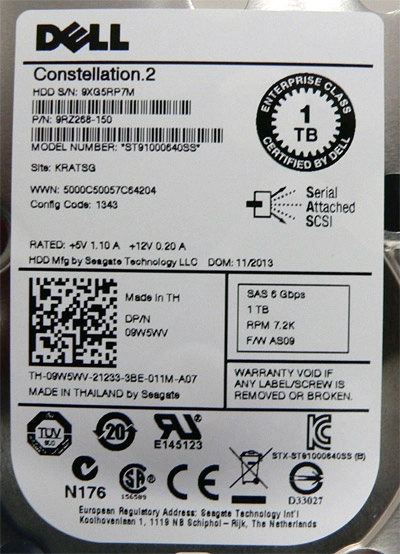 DELL
Constellation.2
HDD S/N: 9XG5RP7M
P/N: 9RZ268-150
MODEL NUMBER: *ST91000640SS*
Site: KRATSG
WWN: 5000C50057C64204
Config Code: 1343
ENTERPRISE CLASS
1
TB
CERTIFIED BY DELL
Serial
Attached
SCSI
RATED: +5V 1.10 A +12V 0.20 A
HDD Mfg by Seagate Technology LLC DOM: 11/2013
Made in TH
DP/N
09W5WV
SAS 6 Gbps
1 TB
RPM 7.2K
F/W AS09
TH-09W5WV-21233-3BE-011M-A07
MADE IN THAILAND by Seagate
WARRANTY VOID IF
ANY LABEL/SCREW IS
REMOVED OR BROKEN.
TUV
20
E145123
STX-ST91000640SS (B)
N176
156589
CE
D33027
European Regulatory Address: Seagate Technology Int'l
Koolhovenlaan 1, 1119 NB Schiphol - Rijk, The Netherlands